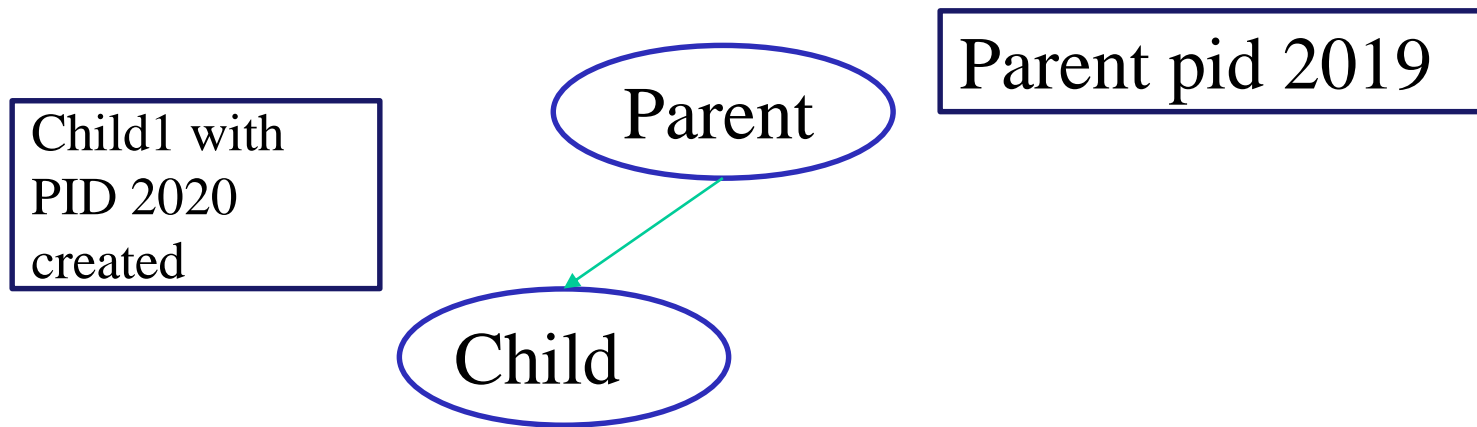 Parent pid 2019
Parent
Child1 with
PID 2020
created
Child